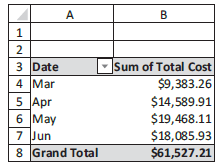 A B
1
2
3 Date Sum of Total Cost
4 Mar $9,383.26
5 Apr $14,589.91
6 May $19,468.11
7 Jun $18,085.93
8 Grand Total $61,527.21